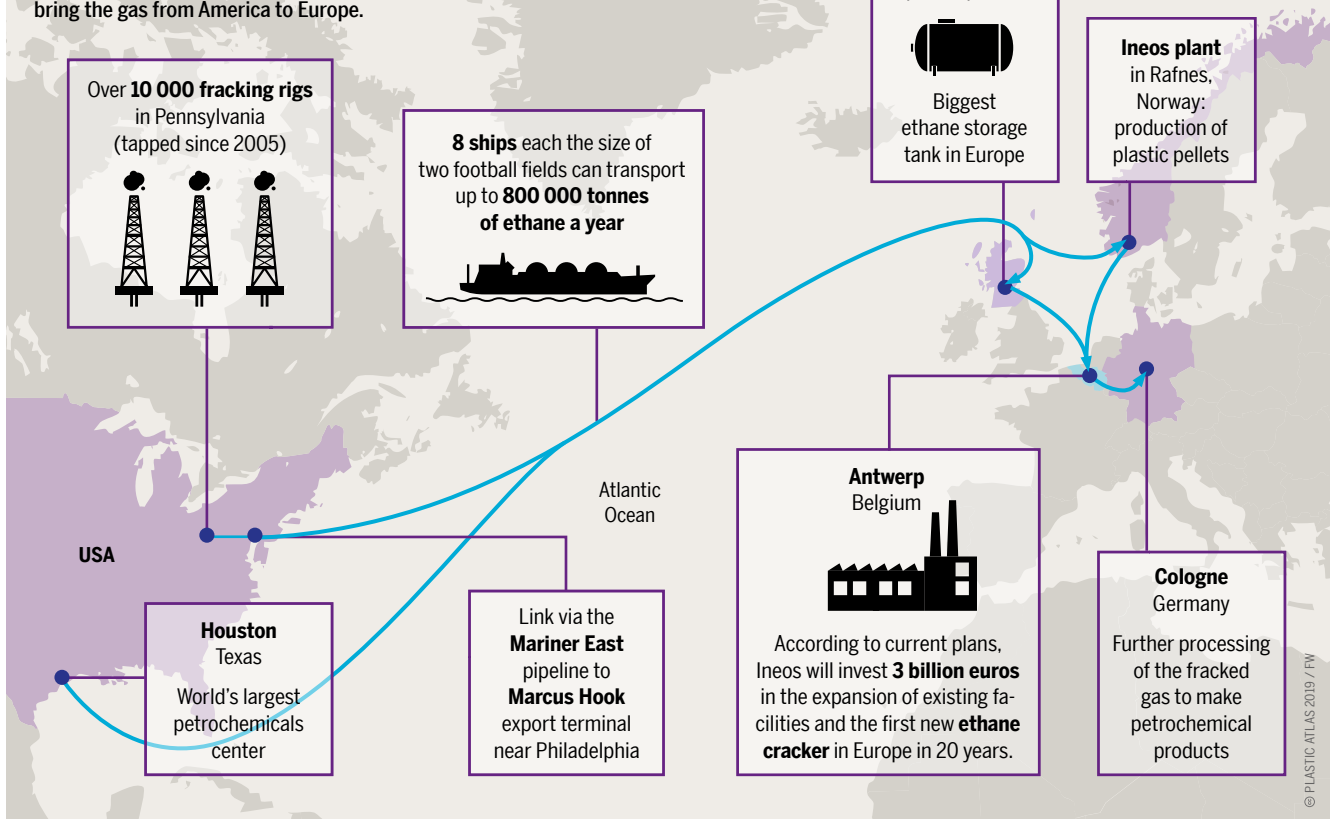 bring the gas from America to Europe.
Over 10 000 fracking rigs
in Pennsylvania
(tapped since 2005)
8 ships each the size of
two football fields can transport
up to 800 000 tonnes
of ethane a year
Biggest
ethane storage
tank in Europe
Ineos plant
in Rafnes,
Norway:
production of
plastic pellets
Atlantic
Ocean
USA
Houston
Texas
World's largest
petrochemicals
center
Link via the
Mariner East
pipeline to
Marcus Hook
export terminal
near Philadelphia
Antwerp
Belgium
According to current plans,
Ineos will invest 3 billion euros
in the expansion of existing fa-
cilities and the first new ethane
cracker in Europe in 20 years.
Cologne
Germany
Further processing
of the fracked
gas to make
petrochemical
products
PLASTIC ATLAS 2019 / FW